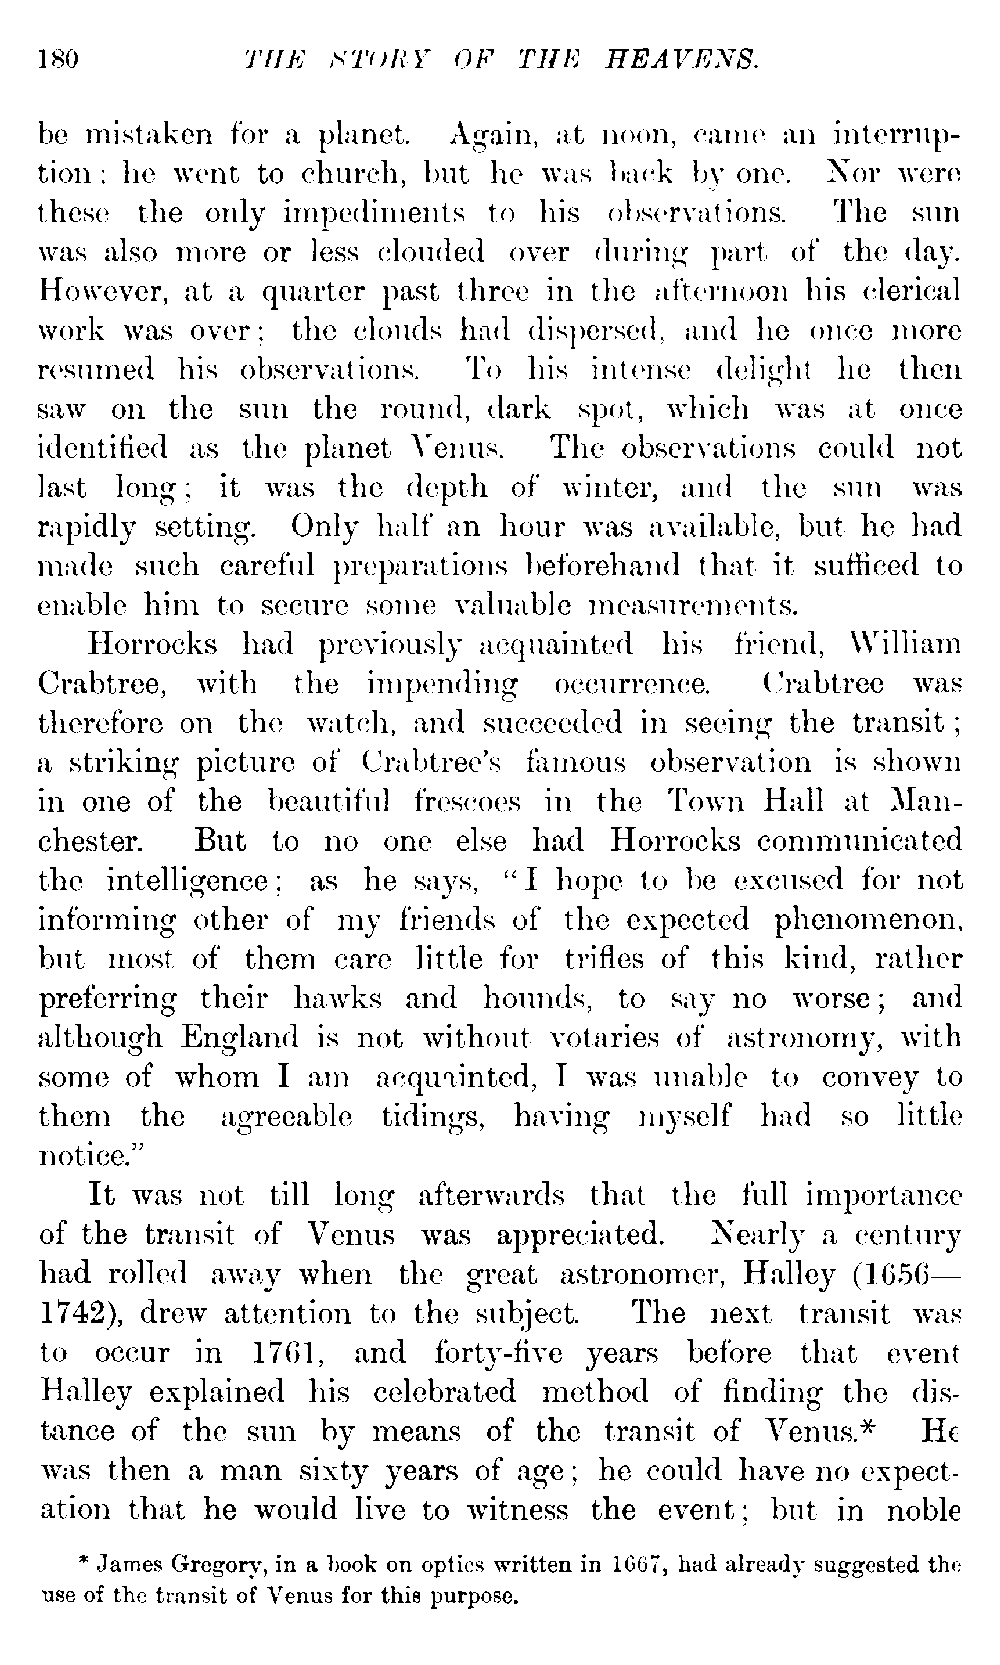 180 THE STORY OF THE HEAVENS.
be mistaken for a planet. Again, at noon, came an interrup-
tion: he went to church, but he was back by one. Nor were
these the only impediments to his observations. The sun
was also more or less clouded over during part of the day.
However, at a quarter past three in the afternoon his clerical
work was over; the clouds had dispersed, and he once more
resumed his observations. To his intense delight he then
saw on the sun the round, dark spot, which was at once
identified as the planet Venus. The observations could not
last long; it was the depth of winter, and the sun was
rapidly setting. Only half an hour was available, but he had
made such careful preparations beforehand that it sufficed to
enable him to secure some valuable measurements.
Horrocks had previously acquainted his friend, William
Crabtree, with the impending occurrence. Crabtree was
therefore on the watch, and succeeded in seeing the transit;
a striking picture of Crabtree's famous observation is shown
in one of the beautiful frescoes in the Town Hall at Man-
chester. But to no one else had Horrocks communicated
the intelligence; as he says, "I hope to be excused for not
informing other of my friends of the expected phenomenon,
but most of them care little for trifles of this kind, rather
preferring their hawks and hounds, to say no worse; and
although England is not without votaries of astronomy, with
some of whom I am acquainted, I was unable to convey to
them the agreeable tidings, having myself had so little
notice."
It was not till long afterwards that the full importance
of the transit of Venus was appreciated. Nearly a century
had rolled away when the great astronomer, Halley (1656—
1742), drew attention to the subject. The next transit was
to occur in 1761, and forty-five years before that event
Halley explained his celebrated method of finding the dis-
tance of the sun by means of the transit of Venus.* He
was then a man sixty years of age; he could have no expect-
ation that he would live to witness the event; but in noble
* James Gregory, in a book on optics written in 1667, had already suggested the
use of the transit of Venus for this purpose.